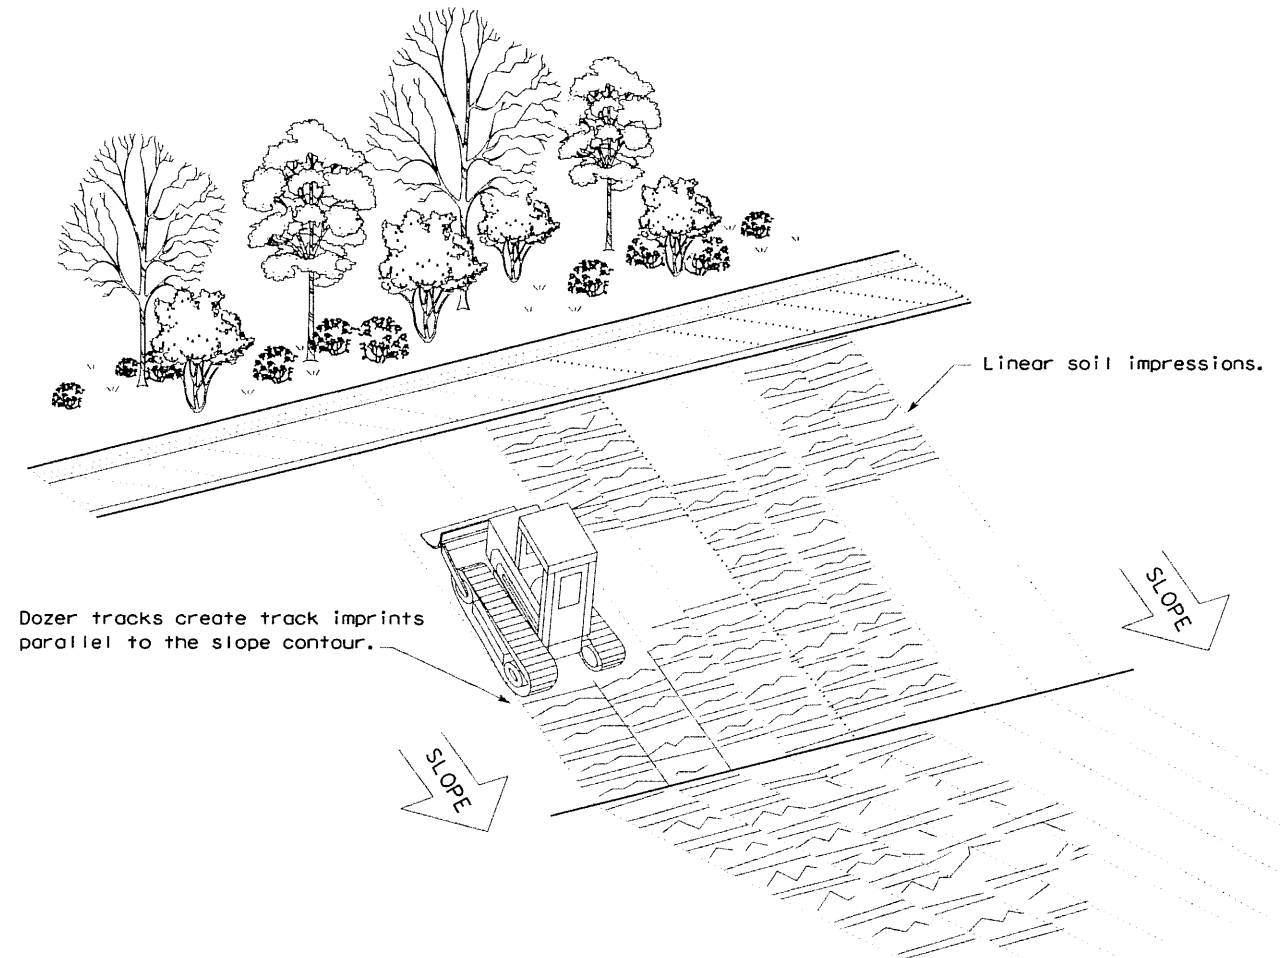 Linear soil impressions.
Dozer tracks create track imprints
parallel to the slope contour.
SLOPE
SLOPE